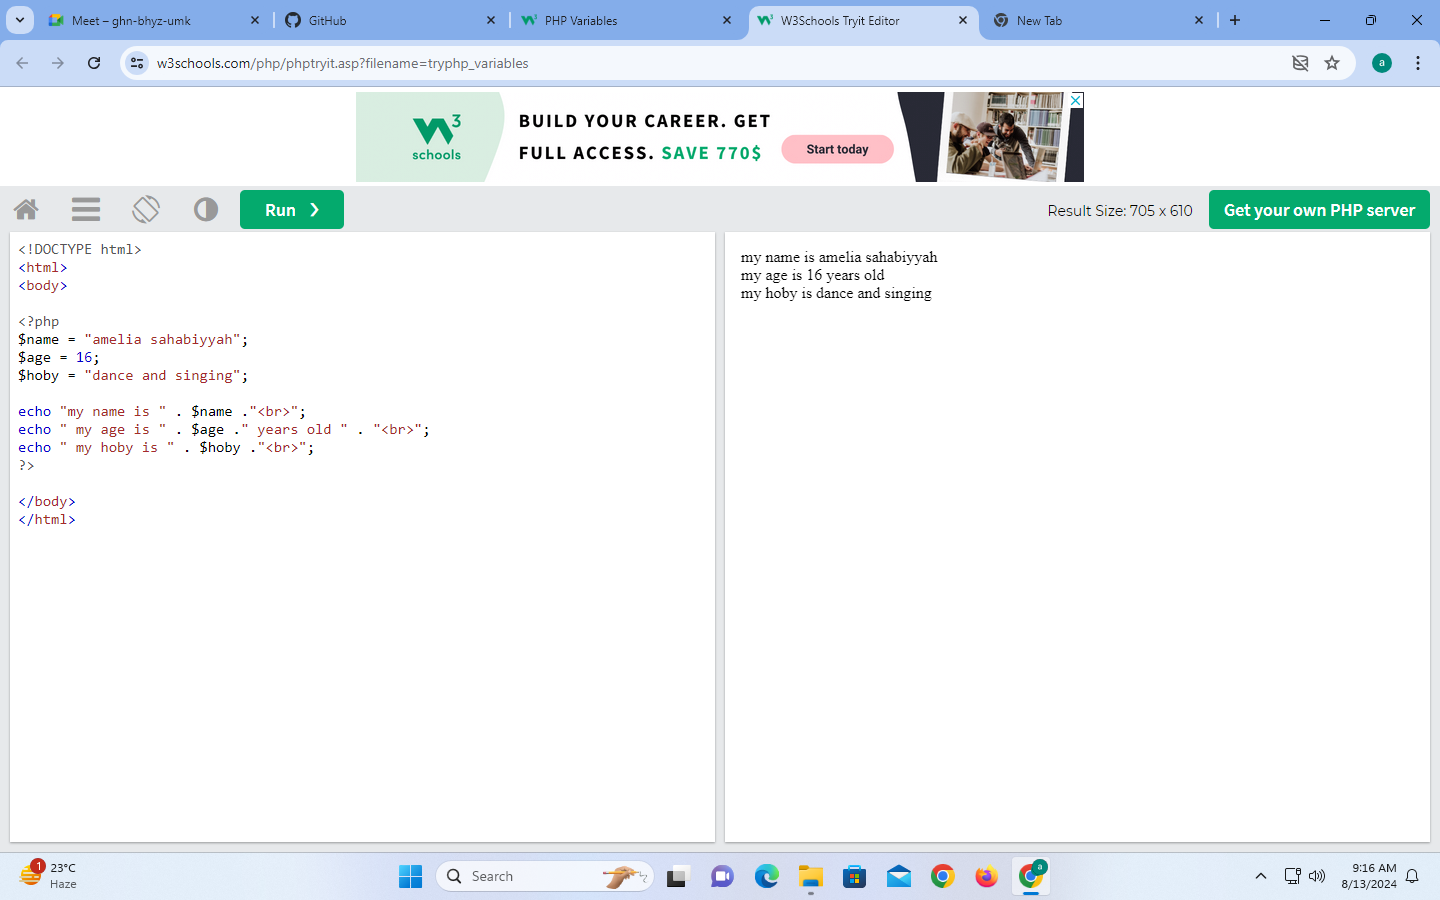 Meet – ghn-bhyz-umk
GitHub
PHP Variables
W3Schools Tryit Editor
New Tab
w3schools.com/php/phptryit.asp?filename=tryphp_variables
a
3
schools
BUILD YOUR CAREER. GET
FULL ACCESS. SAVE 770$
Start today
Run ❯
Result Size: 705 x 610
Get your own PHP server
<!DOCTYPE html>
<html>
<body>
<?php
$name = "amelia sahabiyyah";
$age = 16;
$hoby = "dance and singing";
echo "my name is " . $name ."<br>";
echo " my age is " . $age ." years old " . "<br>";
echo " my hoby is " . $hoby ."<br>";
?>
</body>
</html>
my name is amelia sahabiyyah
my age is 16 years old
my hoby is dance and singing
1
23°C
Haze
Search
a
9:16 AM
8/13/2024